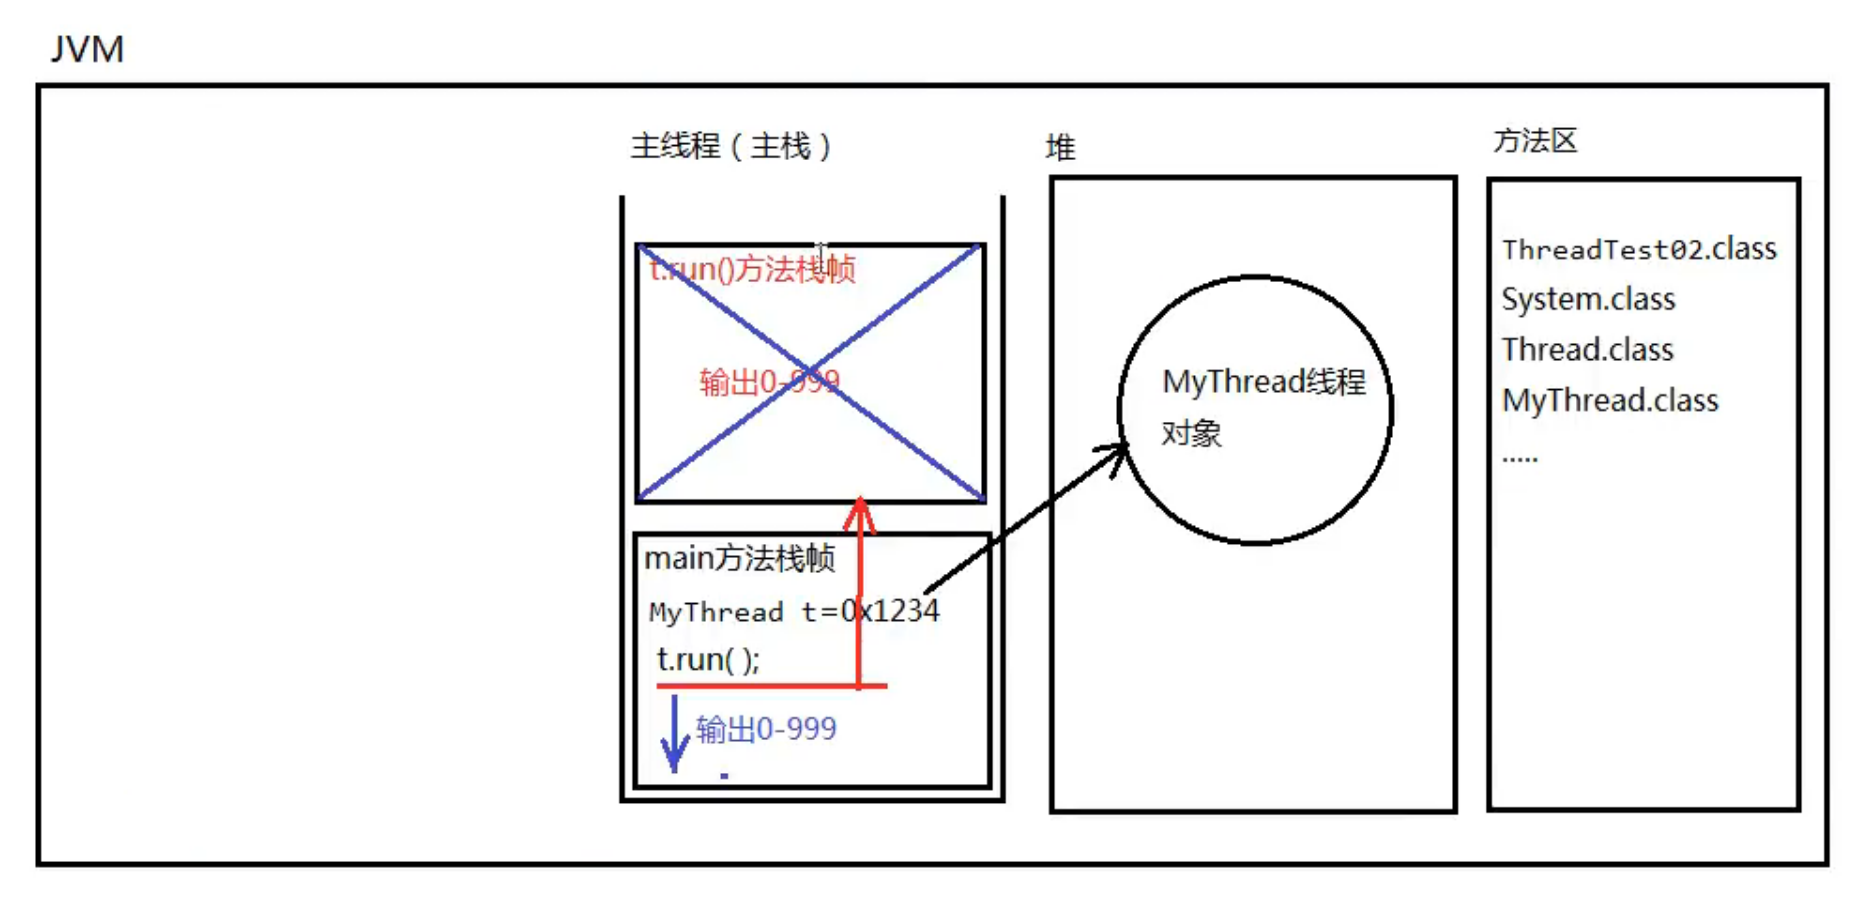 JVM
主线程（主栈）
t.run()方法栈帧
输出0-999
main方法栈帧
MyThread t=0x1234
t.run( );
输出0-999
堆
MyThread线程
对象
方法区
ThreadTest02.class
System.class
Thread.class
MyThread.class
.....